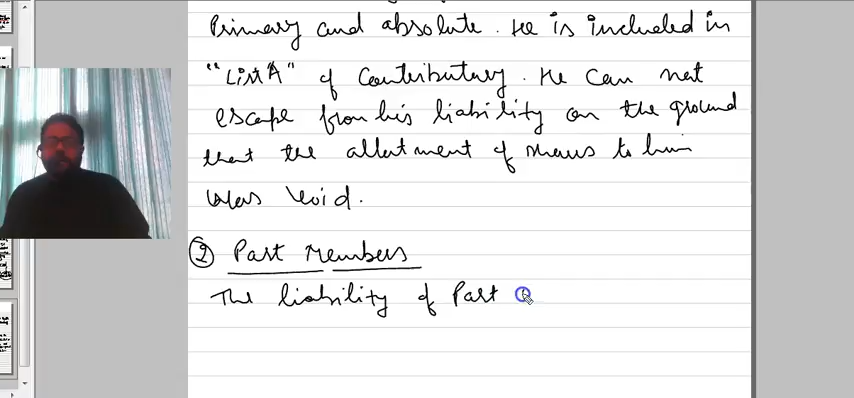 Primary and absolute. He is included in
"List A" of Contributary. He can not
escape from his liability on the ground
that the allotment of shares to him
was void.
② Past Members
The liability of Past